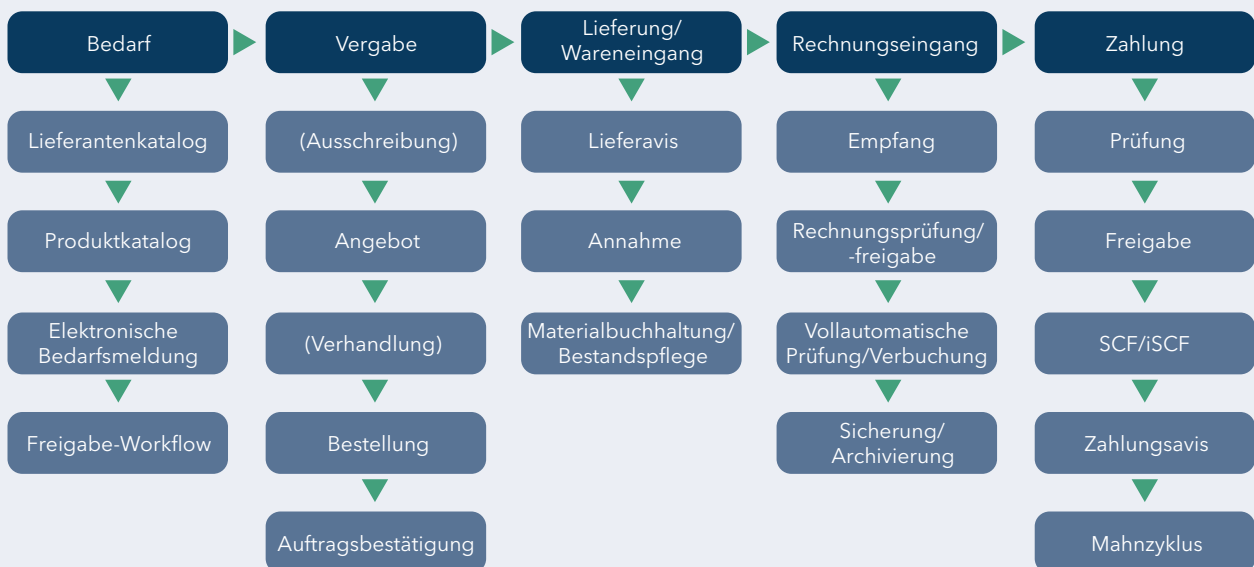 Bedarf
Lieferantenkatalog
Produktkatalog
Elektronische
Bedarfsmeldung
Freigabe-Workflow
Vergabe
(Ausschreibung)
Angebot
(Verhandlung)
Bestellung
Auftragsbestätigung
Lieferung/
Wareneingang
Lieferavis
Annahme
Materialbuchhaltung/
Bestandspflege
Rechnungseingang
Empfang
Rechnungsprüfung/
-freigabe
Vollautomatische
Prüfung/Verbuchung
Sicherung/
Archivierung
Zahlung
Prüfung
Freigabe
SCF/iSCF
Zahlungsavis
Mahnzyklus